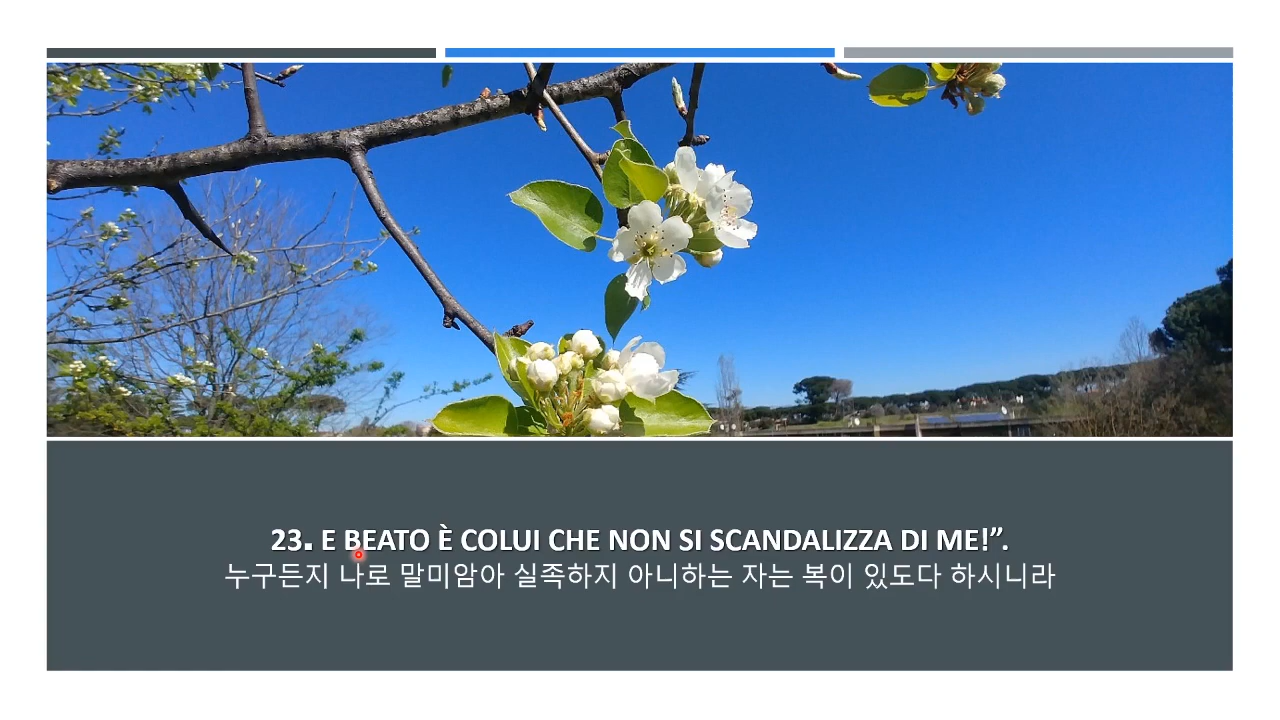 23. E BEATO È COLUI CHE NON SI SCANDALIZZA DI ME!”.
누구든지 나로 말미암아 실족하지 아니하는 자는 복이 있도다 하시니라